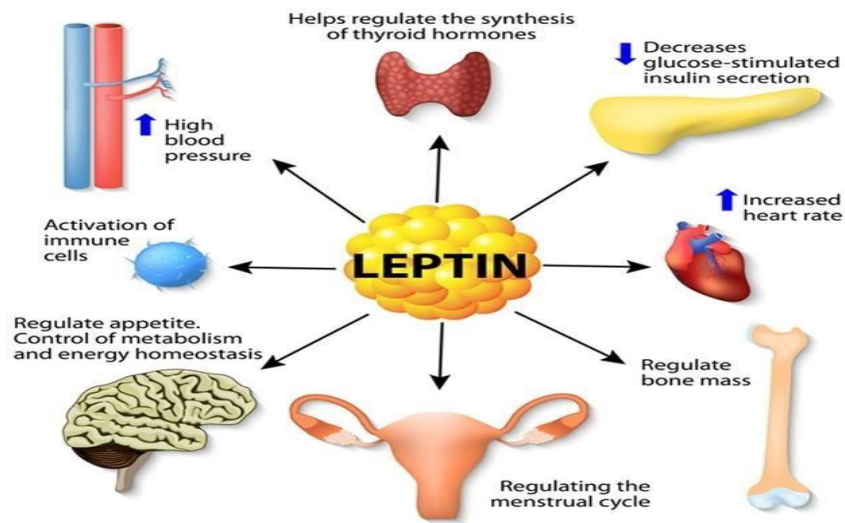 Helps regulate the synthesis
of thyroid hormones
Decreases
glucose-stimulated
insulin secretion
High
blood
pressure
Increased
heart rate
Activation of
immune
cells
LEPTIN
Regulate appetite.
Control of metabolism
and energy homeostasis
Regulate
bone mass
Regulating the
menstrual cycle